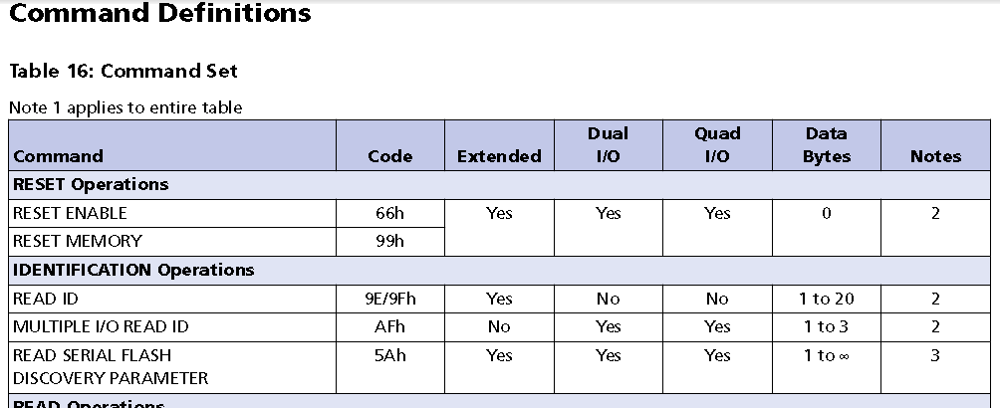 Command Definitions
Table 16: Command Set
Note 1 applies to entire table
Command Code Extended Dual I/O Quad I/O Data Bytes Notes
RESET Operations
RESET ENABLE 66h Yes Yes Yes 0 2
RESET MEMORY 99h
IDENTIFICATION Operations
READ ID 9E/9Fh Yes No No 1 to 20 2
MULTIPLE I/O READ ID AFh No Yes Yes 1 to 3 2
READ SERIAL FLASH DISCOVERY PARAMETER 5Ah Yes Yes Yes 1 to ∞ 3
READ Operations